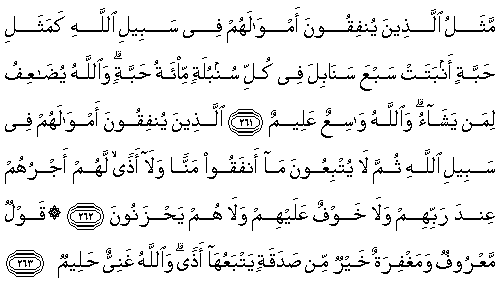 مَّثَلُ ٱلَّذِينَ يُنفِقُونَ أَمْوَٰلَهُمْ فِى سَبِيلِ ٱللَّهِ كَمَثَلِ
حَبَّةٍ أَنۢبَتَتْ سَبْعَ سَنَابِلَ فِى كُلِّ سُنۢبُلَةٍ مِّا۟ئَةُ حَبَّةٍ ۗ وَٱللَّهُ يُضَـٰعِفُ
لِمَن يَشَآءُ ۗ وَٱللَّهُ وَٰسِعٌ عَلِيمٌ ٢٦١ ٱلَّذِينَ يُنفِقُونَ أَمْوَٰلَهُمْ فِى
سَبِيلِ ٱللَّهِ ثُمَّ لَا يُتْبِعُونَ مَآ أَنفَقُوا۟ مَنًّا وَلَآ أَذًى ۙ لَّهُمْ أَجْرُهُمْ
عِندَ رَبِّهِمْ وَلَا خَوْفٌ عَلَيْهِمْ وَلَا هُمْ يَحْزَنُونَ ٢٦٢ ۞ قَوْلٌ
مَّعْرُوفٌ وَمَغْفِرَةٌ خَيْرٌ مِّن صَدَقَةٍ يَتْبَعُهَآ أَذًى ۗ وَٱللَّهُ غَنِىٌّ حَلِيمٌ ٢٦٣